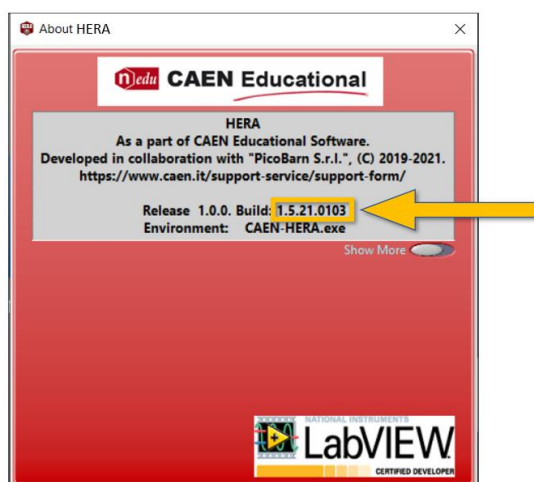 About HERA
n)edu CAEN Educational
HERA
As a part of CAEN Educational Software.
Developed in collaboration with "PicoBarn S.r.l.", (C) 2019-2021.
https://www.caen.it/support-service/support-form/
Release 1.0.0. Build: 1.5.21.0103
Environment: CAEN-HERA.exe
Show More
NATIONAL INSTRUMENTS
LabVIEW
CERTIFIED DEVELOPER